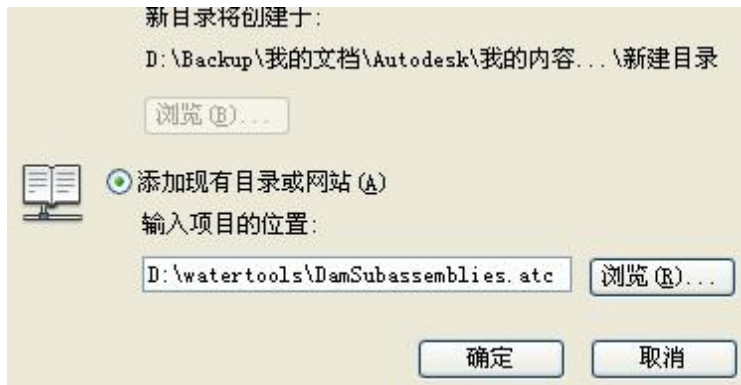 新目录将创建于:
D:\Backup\我的文档\Autodesk\我的内容...\新建目录
浏览(B)...
添加现有目录或网站(A)
输入项目的位置:
D:\watertools\DamSubassemblies.atc 浏览(R)...
确定 取消